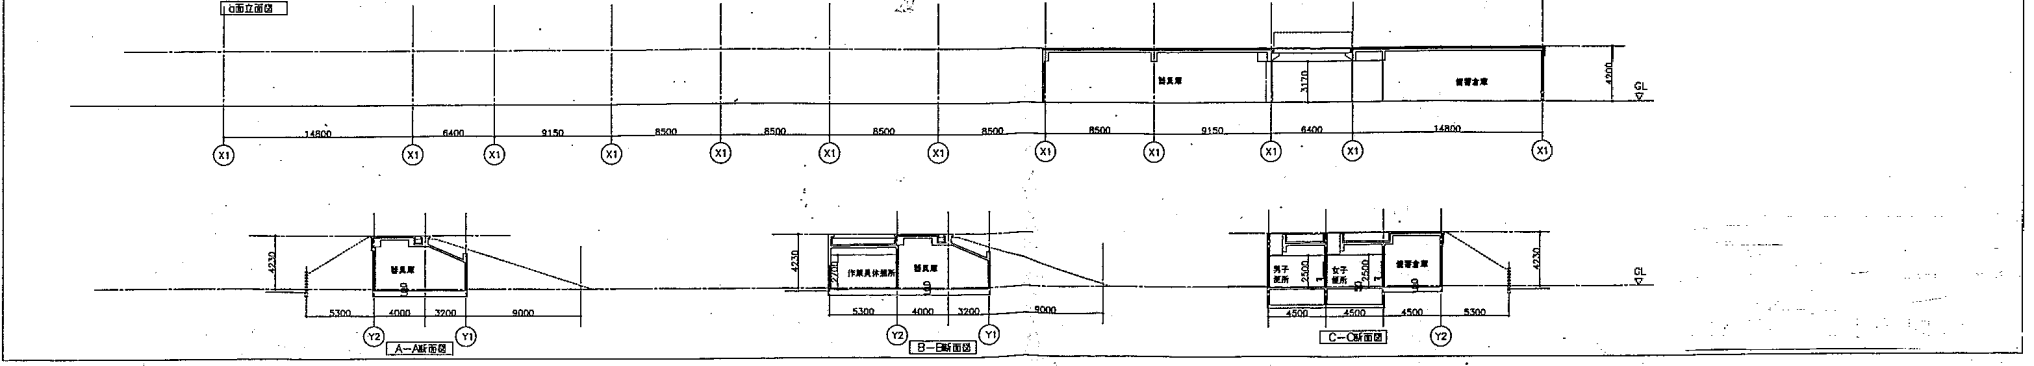 b面立面図
器具庫
3170
備蓄倉庫
4200
GL
14800 6400 9150 8500 8500 8500 8500 8500 9150 6400 14800
X1 X1 X1 X1 X1 X1 X1 X1 X1 X1 X1 X1
4230
器具庫
5300 4000 3200 9000
Y2 Y1
A-A断面図
4230
2700
作業員休憩所
器具庫
5300 4000 3200 9000
Y2 Y1
B-B断面図
男子
便所
2500
女子
便所
2500
備蓄倉庫
4230
GL
4500 4500 4500 5300
Y2
C-C断面図